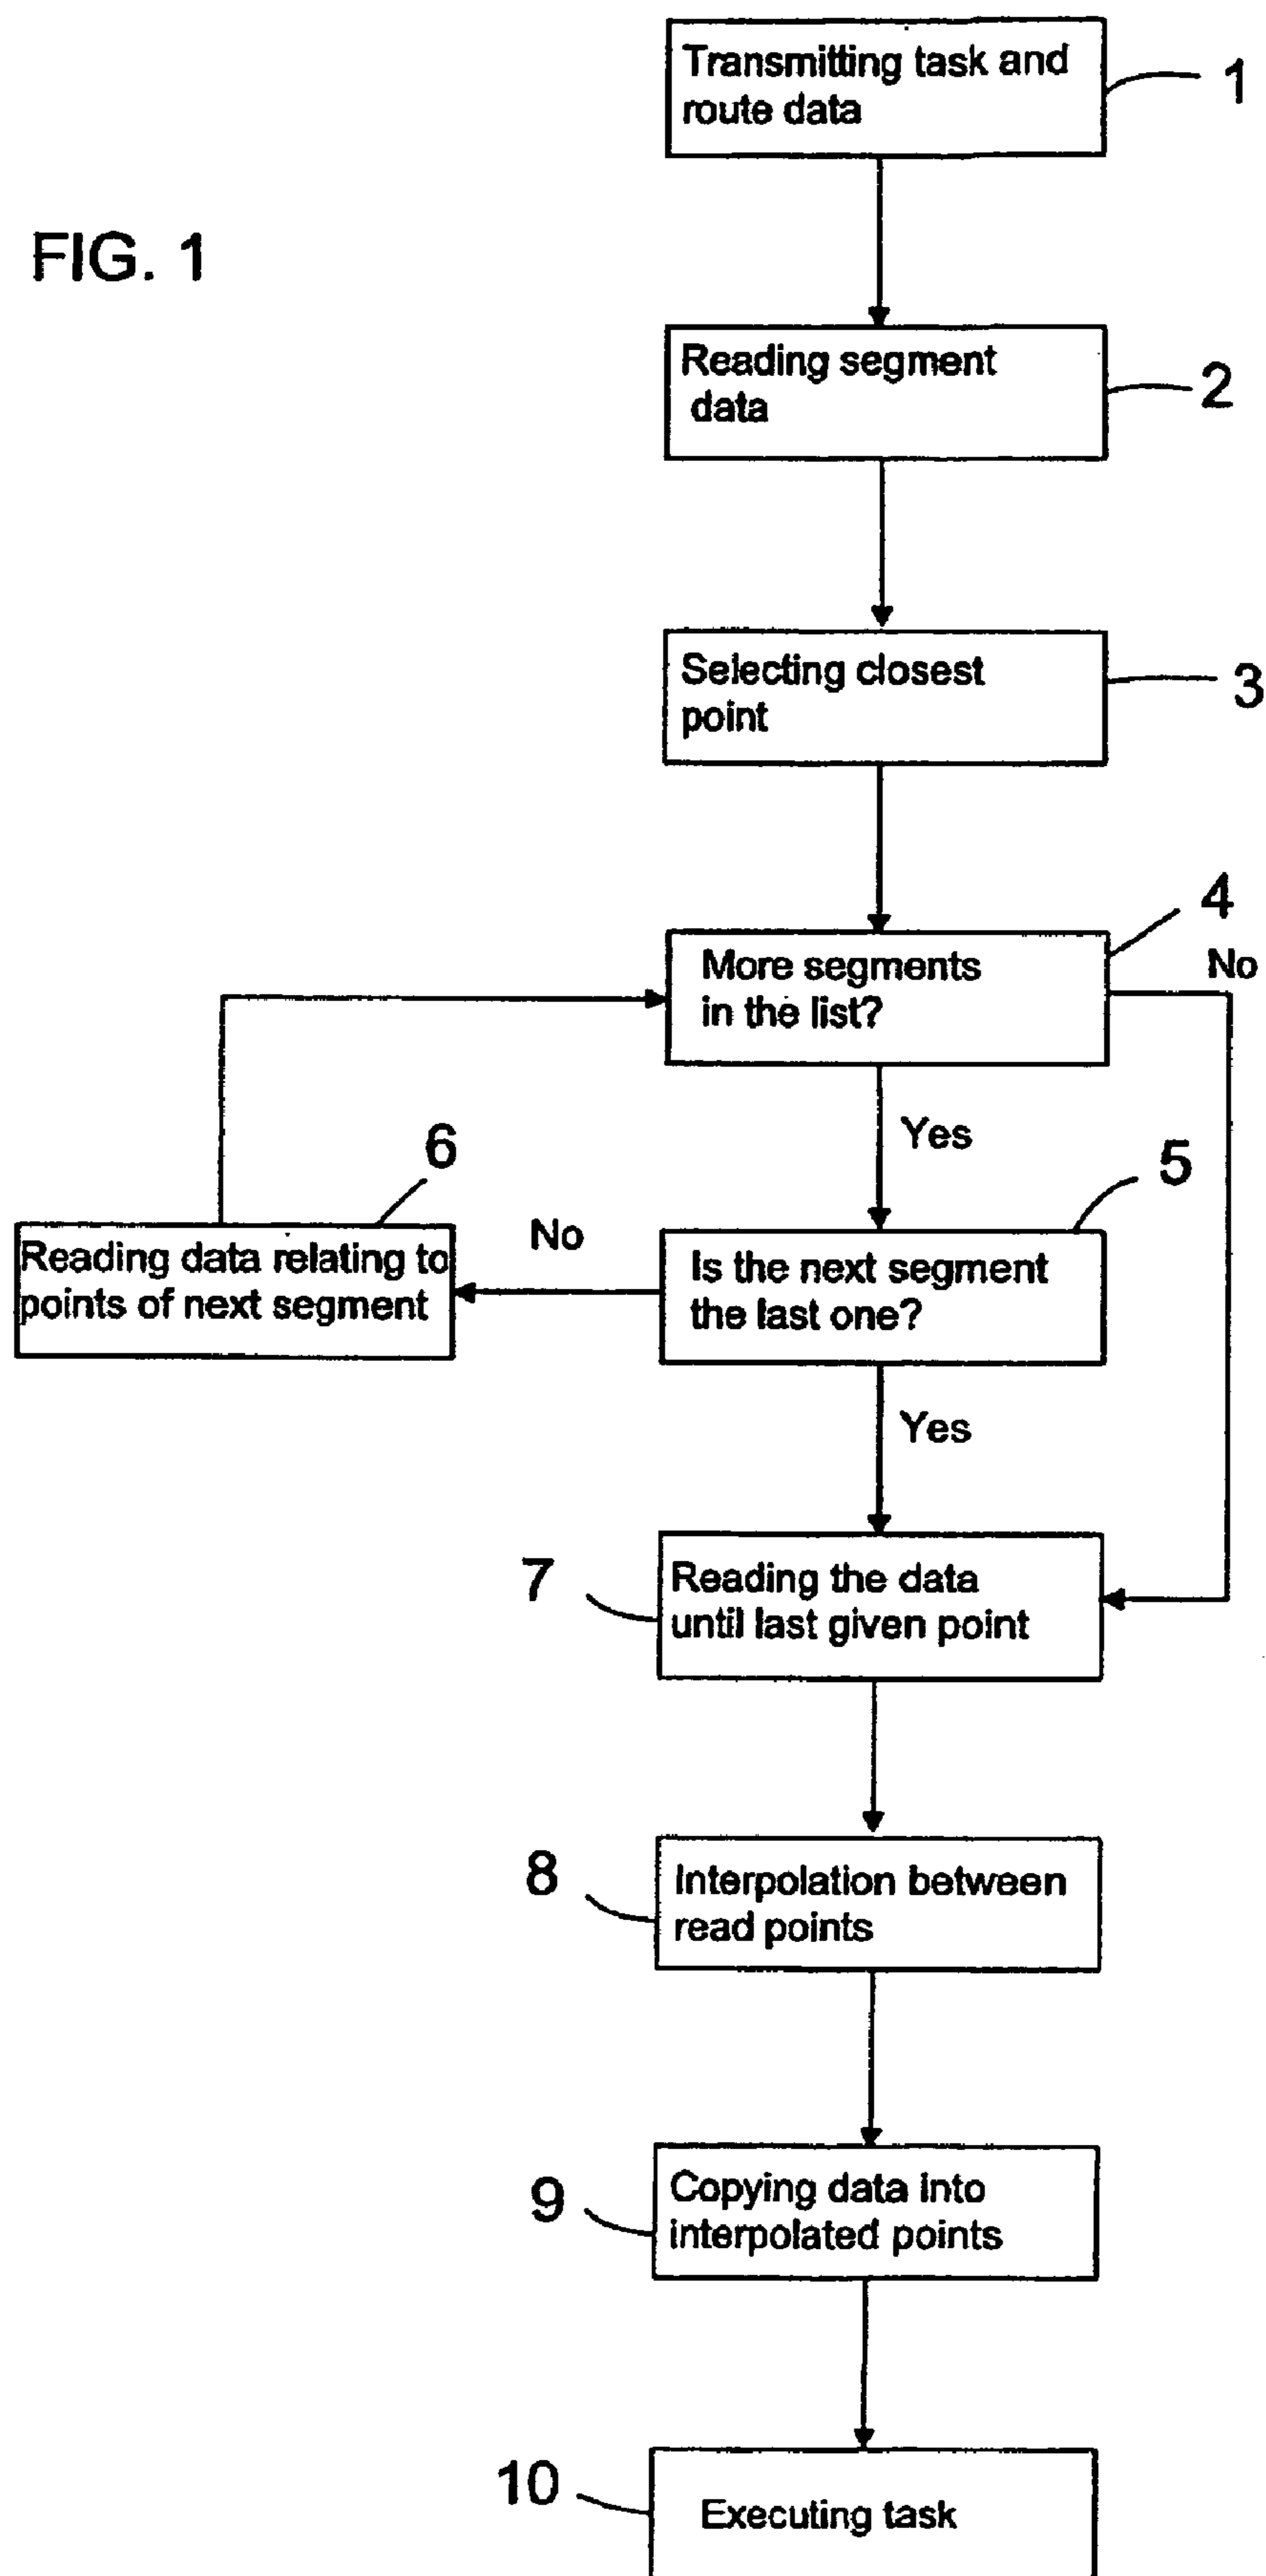 Transmitting task and
route data
1
FIG. 1
Reading segment
data
2
Selecting closest
point
3
4
More segments
in the list?
No
Yes
6
5
No
Reading data relating to
points of next segment
Is the next segment
the last one?
Yes
7
Reading the data
until last given point
8
Interpolation between
read points
9
Copying data into
interpolated points
10
Executing task